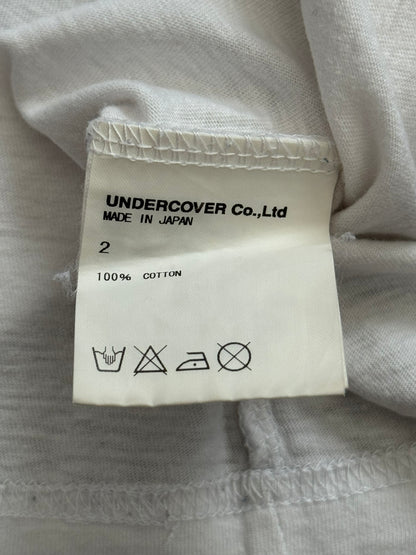 UNDERCOVER Co.,Ltd
MADE IN JAPAN
2
100% COTTON